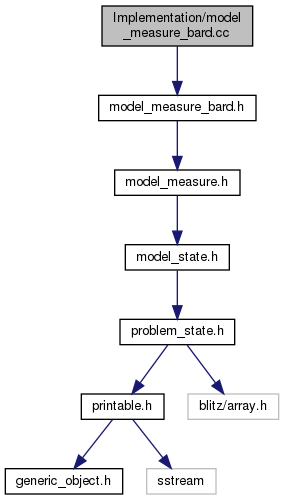 Implementation/model
_measure_bard.cc
model_measure_bard.h
model_measure.h
model_state.h
problem_state.h
printable.h
blitz/array.h
generic_object.h
sstream